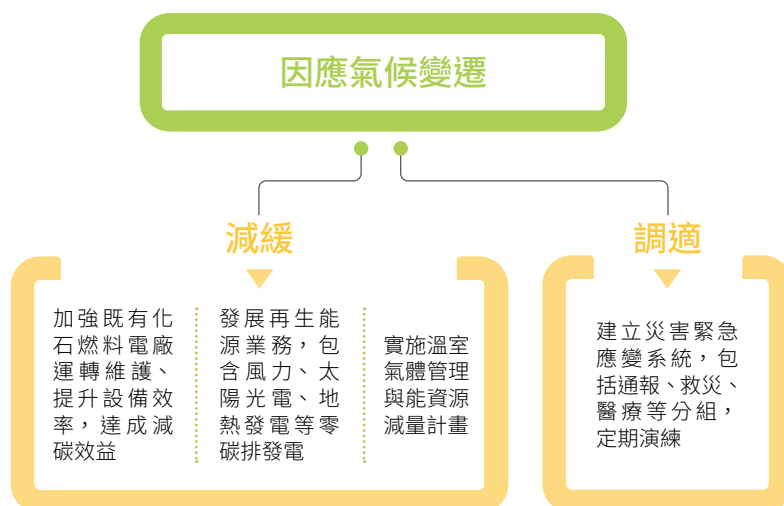 因應氣候變遷
減緩
加強既有化
石燃料電廠
運轉維護、
提升設備效
率，達成減
碳效益
發展再生能
源業務，包
含風力、太
陽光電、地
熱發電等零
碳排發電
實施溫室
氣體管理
與能資源
減量計畫
調適
建立災害緊急
應變系統，包
括通報、救災、
醫療等分組，
定期演練